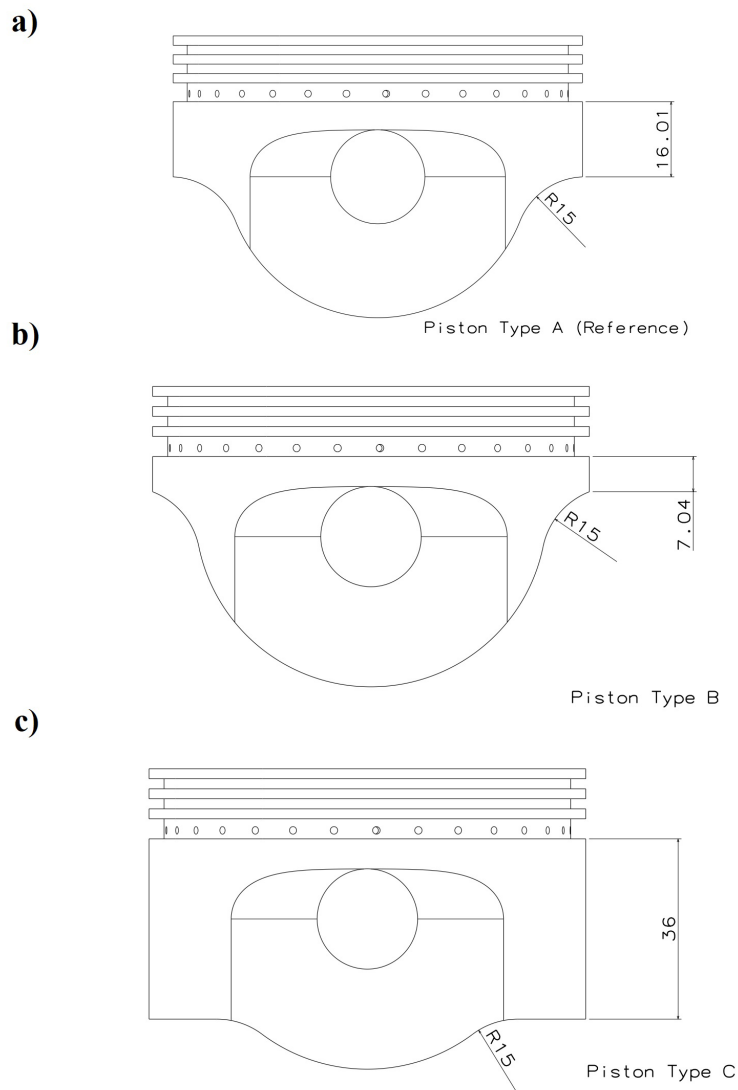 a)
16.01
R15
Piston Type A (Reference)
b)
R15
7.04
Piston Type B
c)
36
R15
Piston Type C